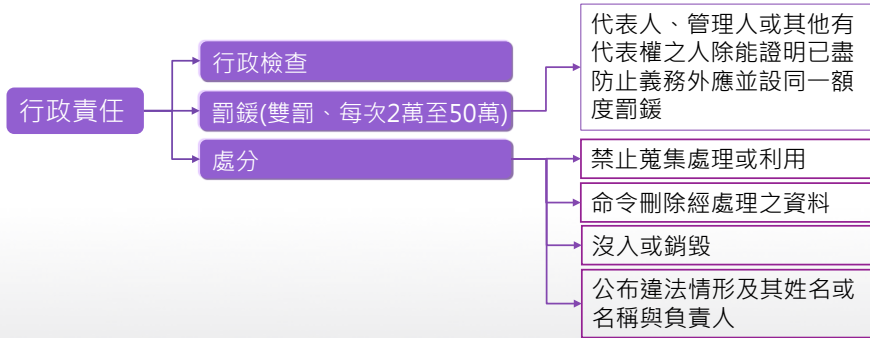 行政責任
行政檢查
罰鍰(雙罰、每次2萬至50萬)
處分
代表人、管理人或其他有
代表權之人除能證明已盡
防止義務外應並設同一額
度罰鍰
禁止蒐集處理或利用
命令刪除經處理之資料
沒入或銷毀
公布違法情形及其姓名或
名稱與負責人